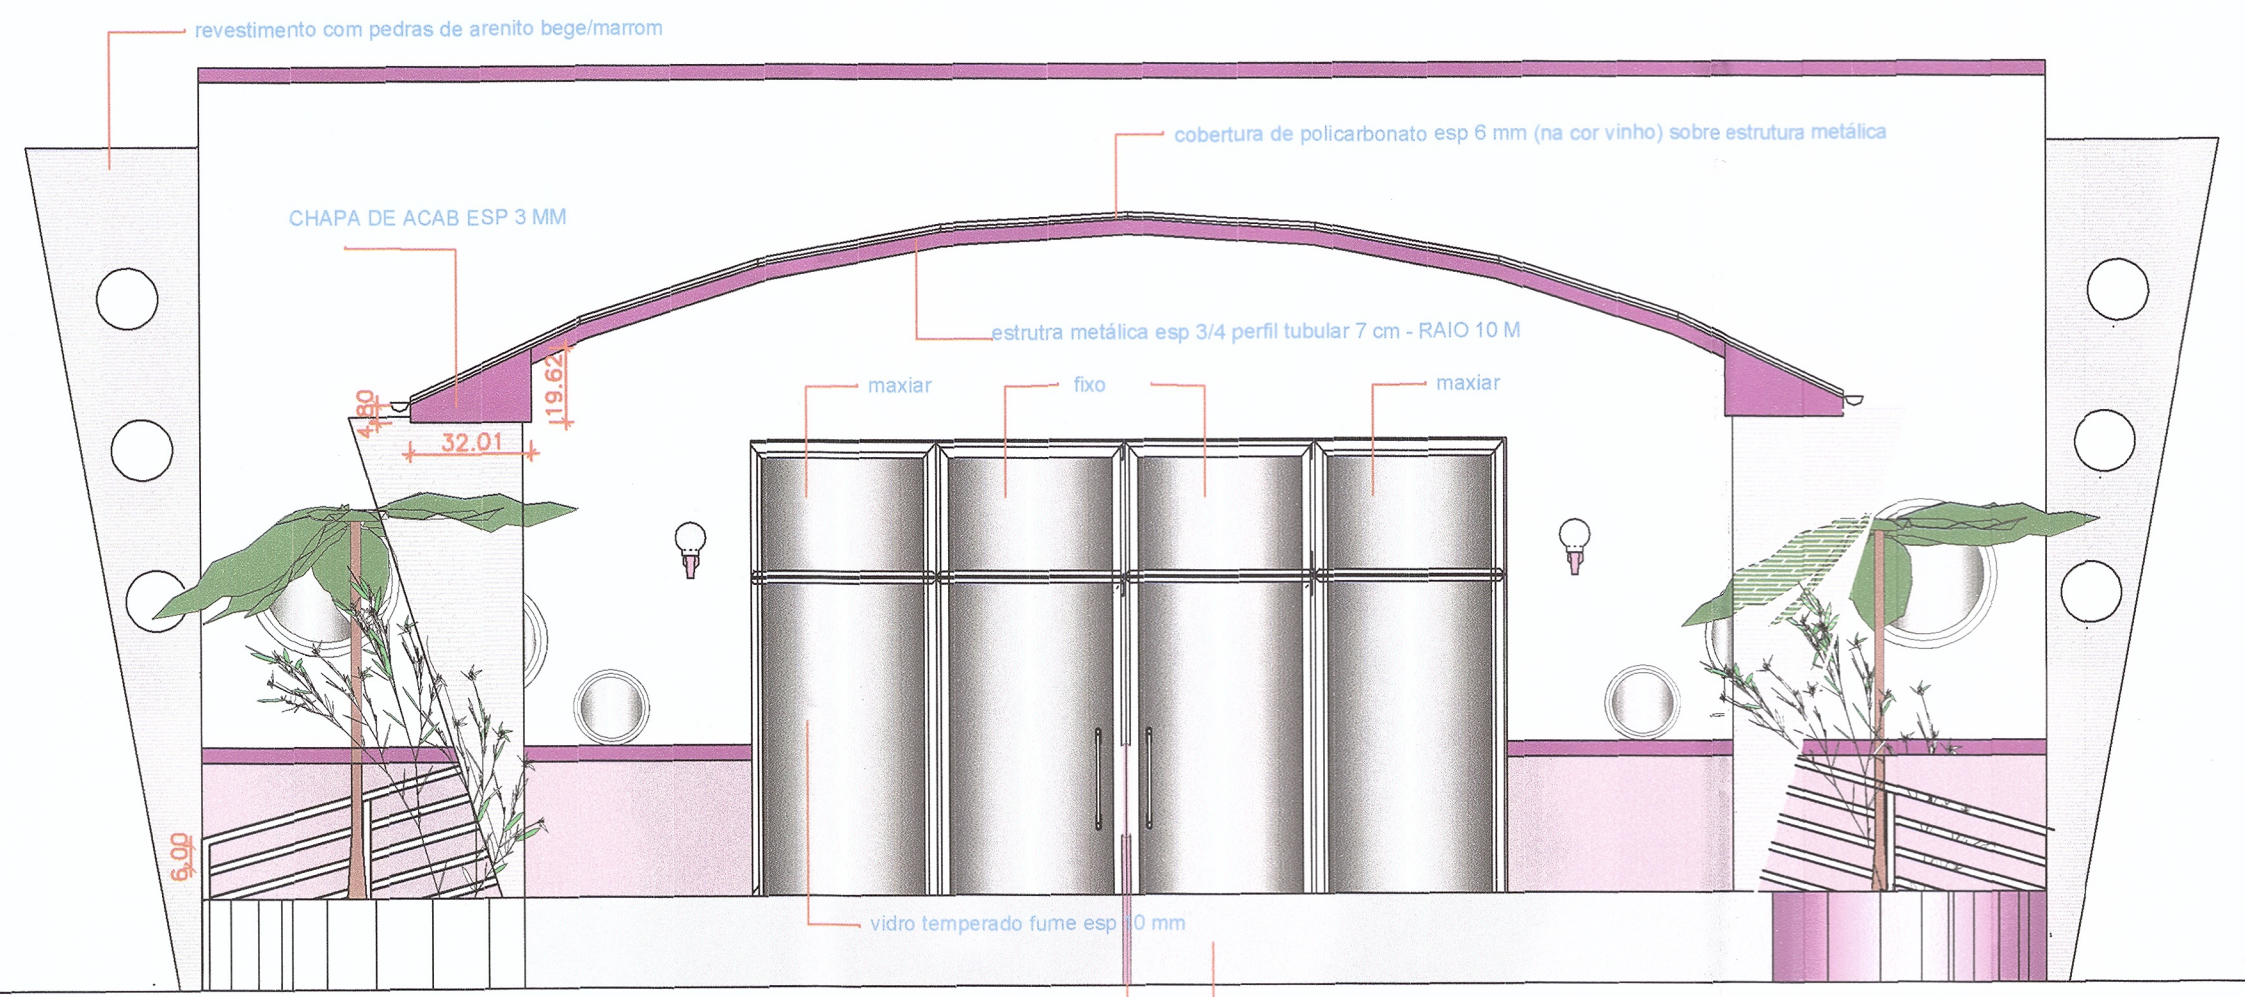 revestimento com pedras de arenito bege/marrom
cobertura de policarbonato esp 6 mm (na cor vinho) sobre estrutura metálica
CHAPA DE ACAB ESP 3 MM
estrutra metálica esp 3/4 perfil tubular 7 cm - RAIO 10 M
19.62
maxiar
fixo
maxiar
4.80
32.01
6.00
vidro temperado fume esp 10 mm